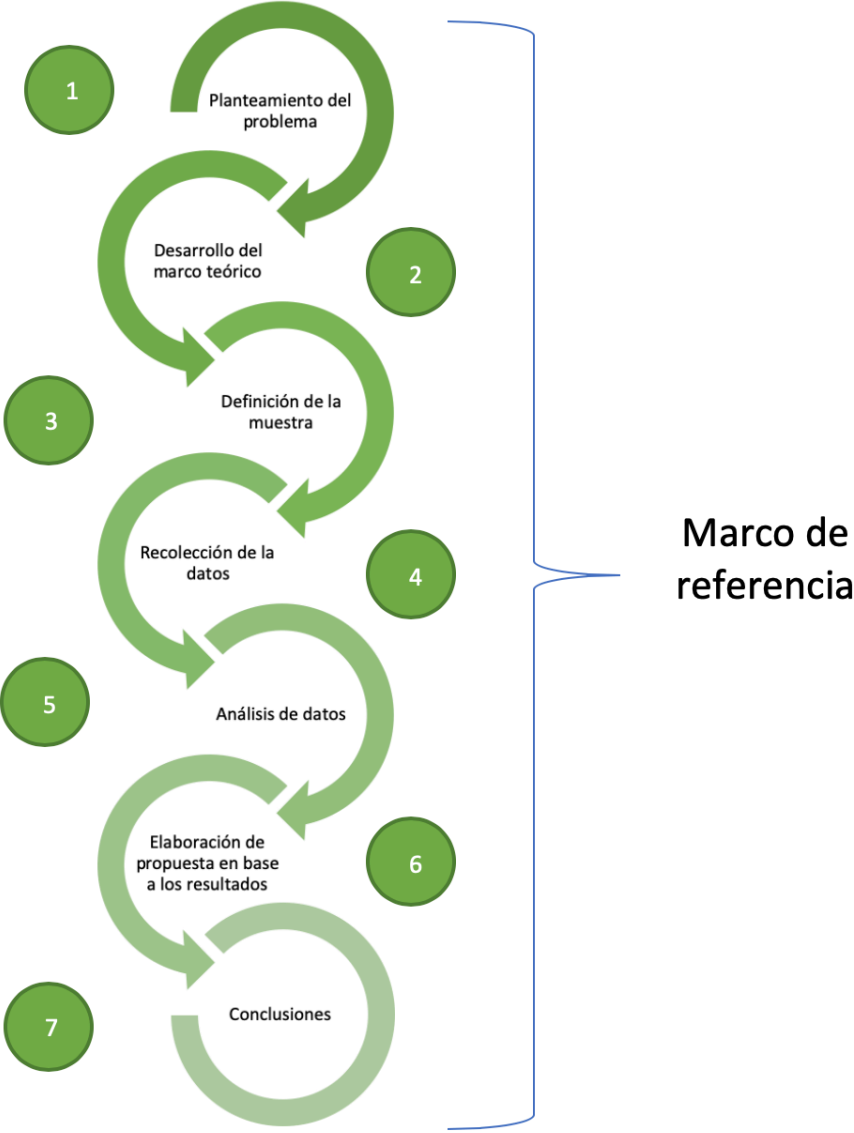 1
Planteamiento del
problema
Desarrollo del
marco teórico
2
3
Definición de la
muestra
Recolección de la
datos
4
5
Análisis de datos
Elaboración de
propuesta en base
a los resultados
6
7
Conclusiones
Marco de
referencia